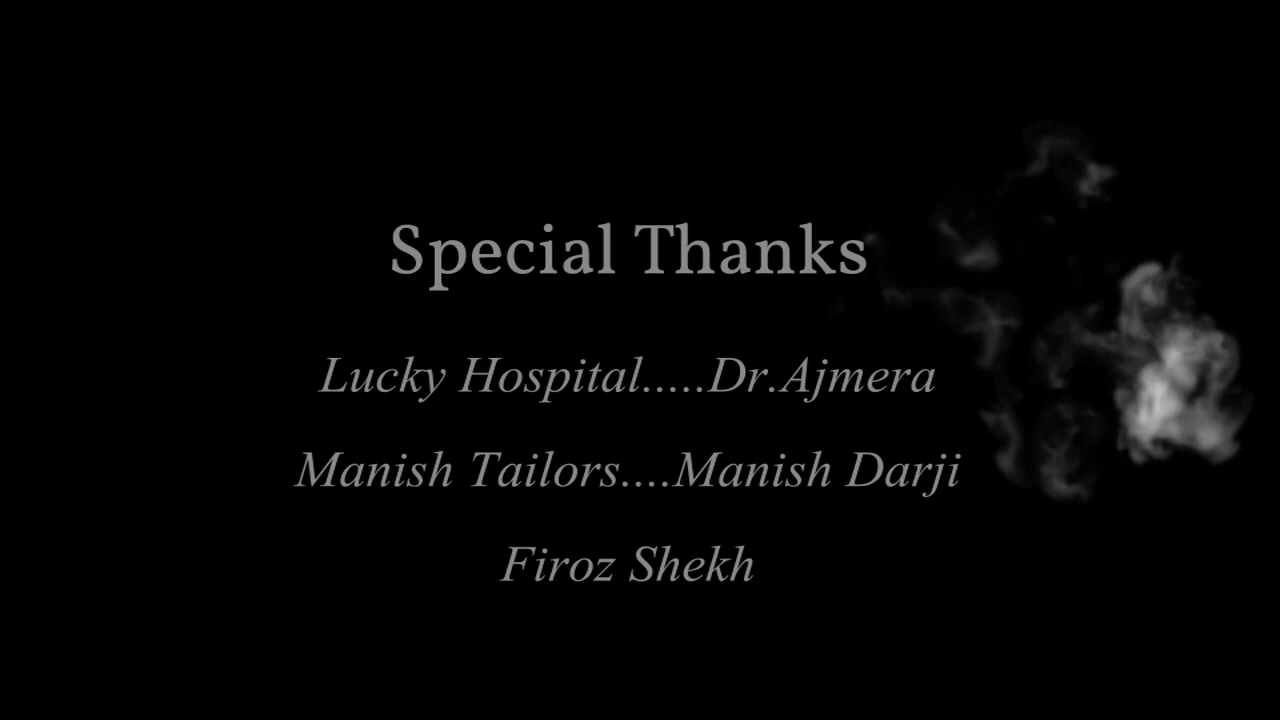 Special Thanks
Lucky Hospital.....Dr.Ajmera
Manish Tailors....Manish Darji
Firoz Shekh